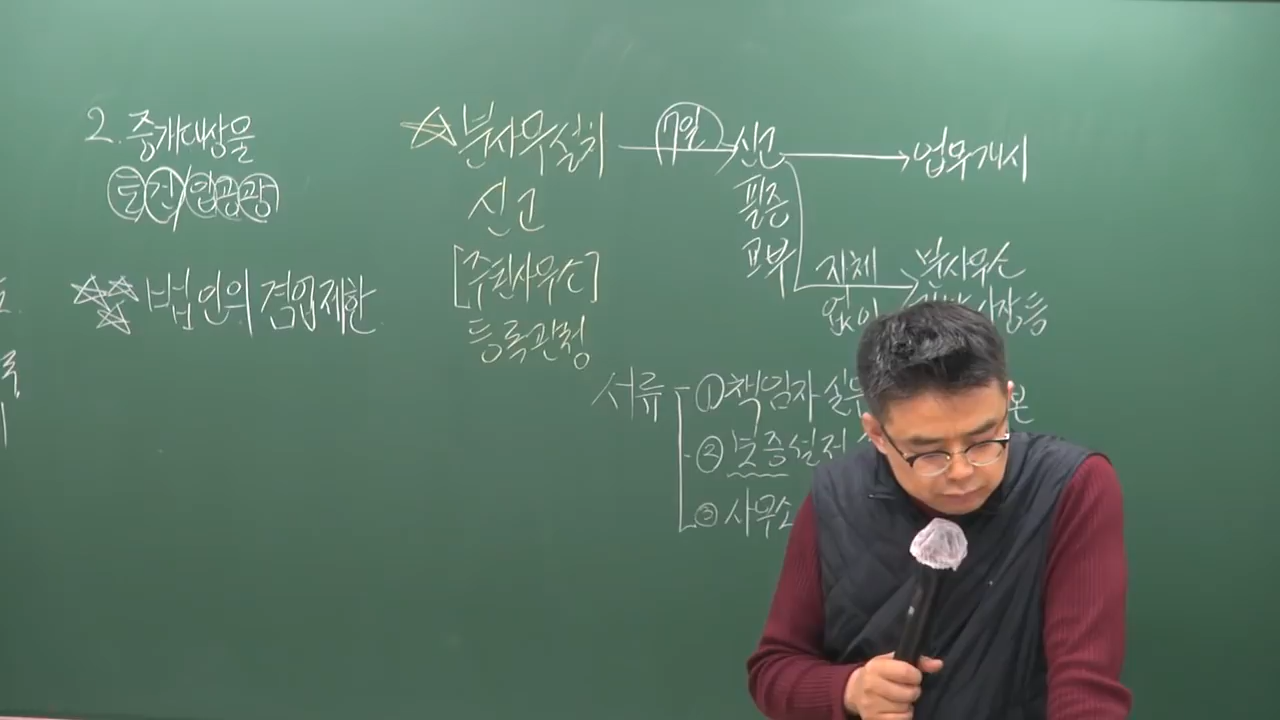 2. 중개대상물
토 건 / 입 공 광
☆☆☆ 법인의 겸업제한
☆ 분사무설치
신고
[주된사무소]
등록관청
7일
신고
필증
교부
업무개시
지체
없이
분사무소
장등
서류
① 책임자 실무
본
② 보증설정
③ 사무소